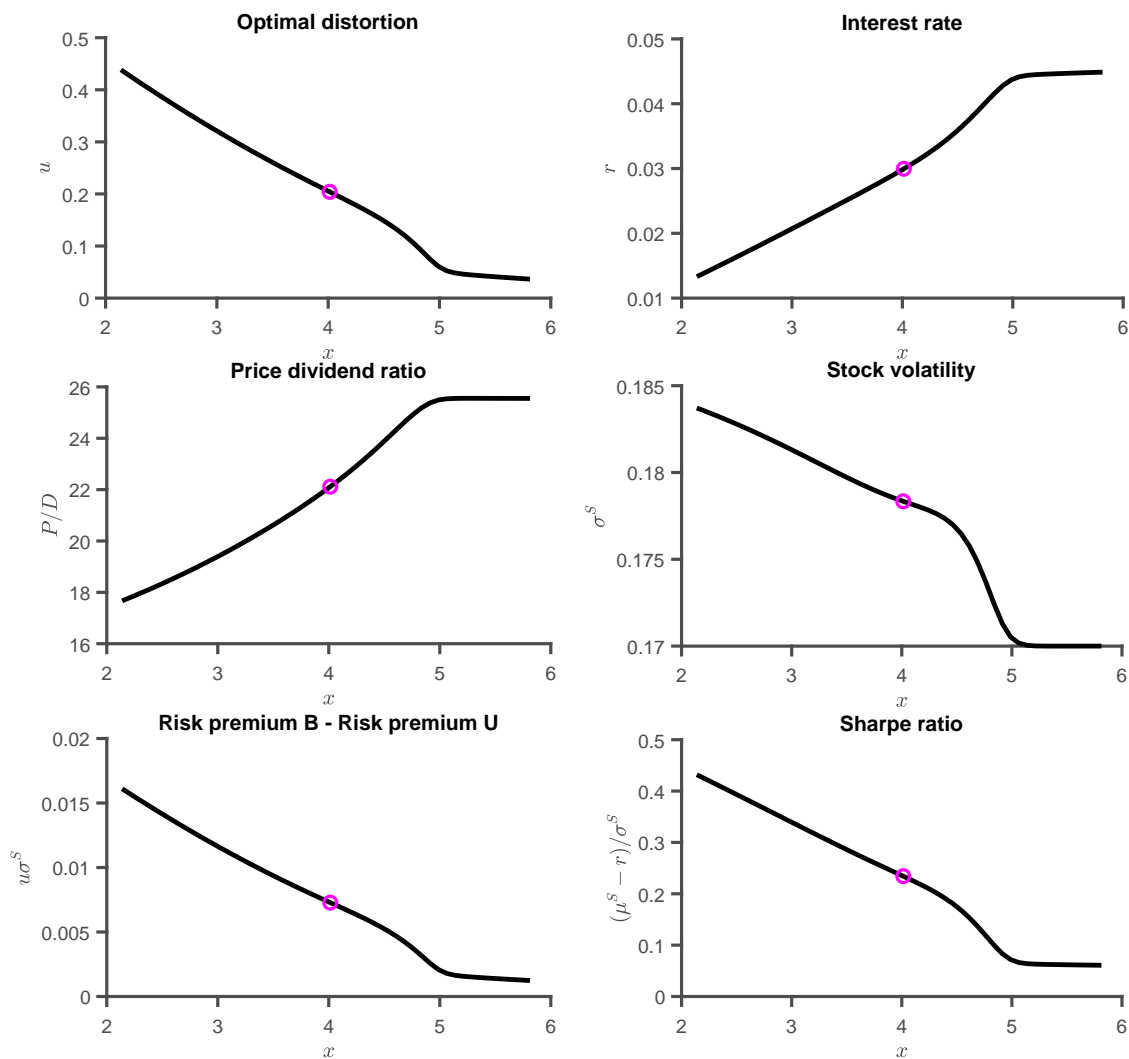 Optimal distortion
0.5
0.4
0.3
0.2
0.1
0
u
2 3 4 5 6
x
Interest rate
0.05
0.04
0.03
0.02
0.01
r
2 3 4 5 6
x
Price dividend ratio
26
24
22
20
18
16
P/D
2 3 4 5 6
x
Stock volatility
0.185
0.18
0.175
0.17
σ^S
2 3 4 5 6
x
Risk premium B - Risk premium U
0.02
0.015
0.01
0.005
0
uσ^S
2 3 4 5 6
x
Sharpe ratio
0.5
0.4
0.3
0.2
0.1
0
(μ^S − r)/σ^S
2 3 4 5 6
x